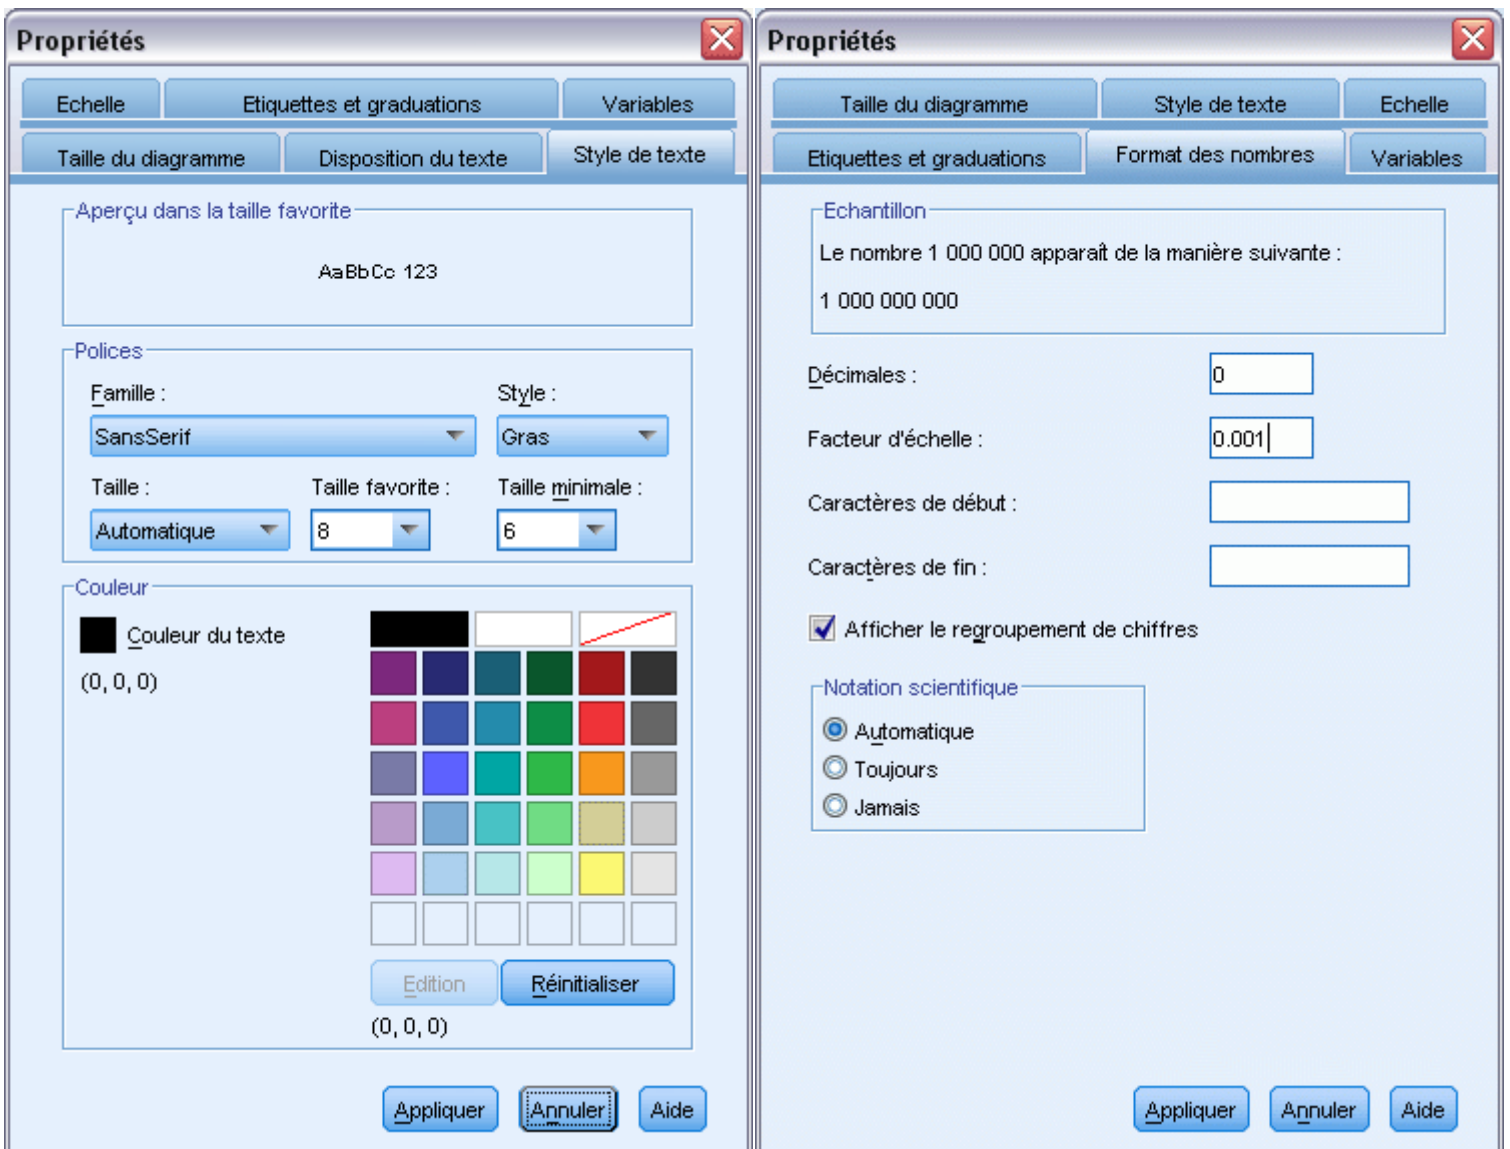 Propriétés
Echelle Etiquettes et graduations Variables
Taille du diagramme Disposition du texte Style de texte
Aperçu dans la taille favorite
AaBbCc 123
Polices
Famille : Style :
SansSerif Gras
Taille : Taille favorite : Taille minimale :
Automatique 8 6
Couleur
Couleur du texte
(0, 0, 0)
Edition Réinitialiser
(0, 0, 0)
Appliquer Annuler Aide
Propriétés
Taille du diagramme Style de texte Echelle
Etiquettes et graduations Format des nombres Variables
Echantillon
Le nombre 1 000 000 apparaît de la manière suivante :
1 000 000 000
Décimales : 0
Facteur d'échelle : 0.001
Caractères de début :
Caractères de fin :
Afficher le regroupement de chiffres
Notation scientifique
Automatique
Toujours
Jamais
Appliquer Annuler Aide